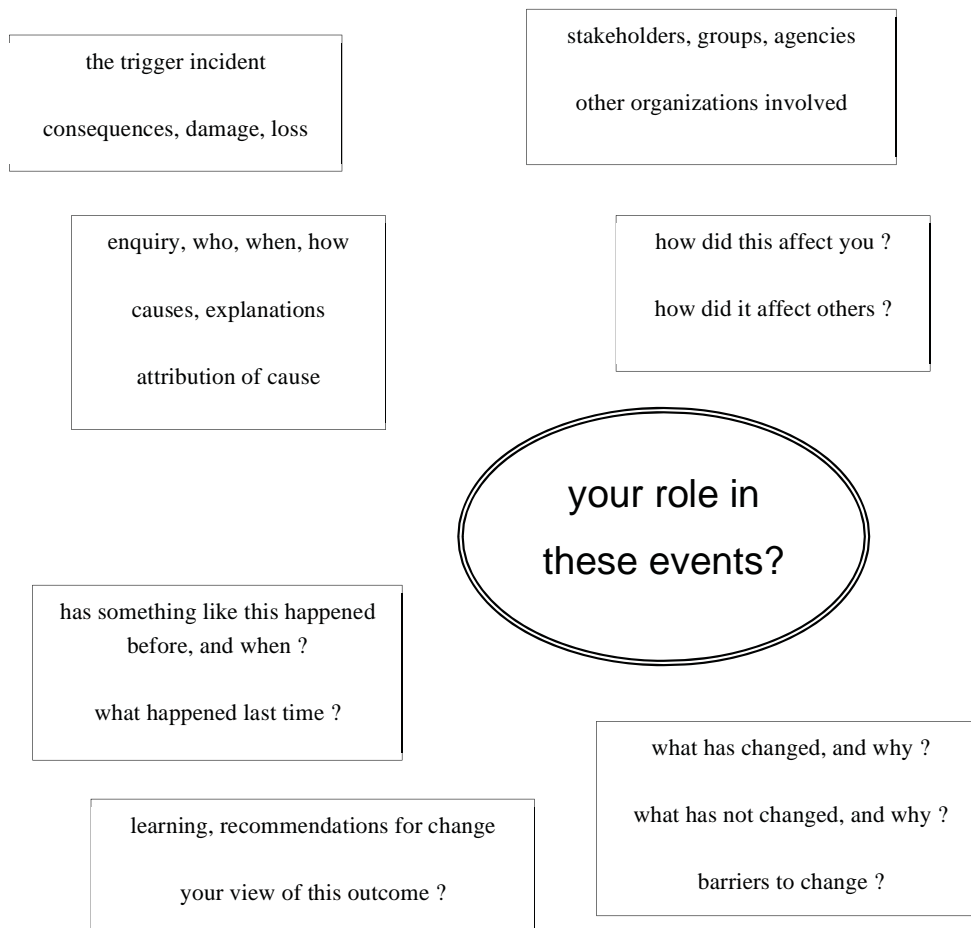 the trigger incident
consequences, damage, loss
stakeholders, groups, agencies
other organizations involved
enquiry, who, when, how
causes, explanations
attribution of cause
how did this affect you ?
how did it affect others ?
your role in
these events?
has something like this happened
before, and when ?
what happened last time ?
what has changed, and why ?
what has not changed, and why ?
barriers to change ?
learning, recommendations for change
your view of this outcome ?